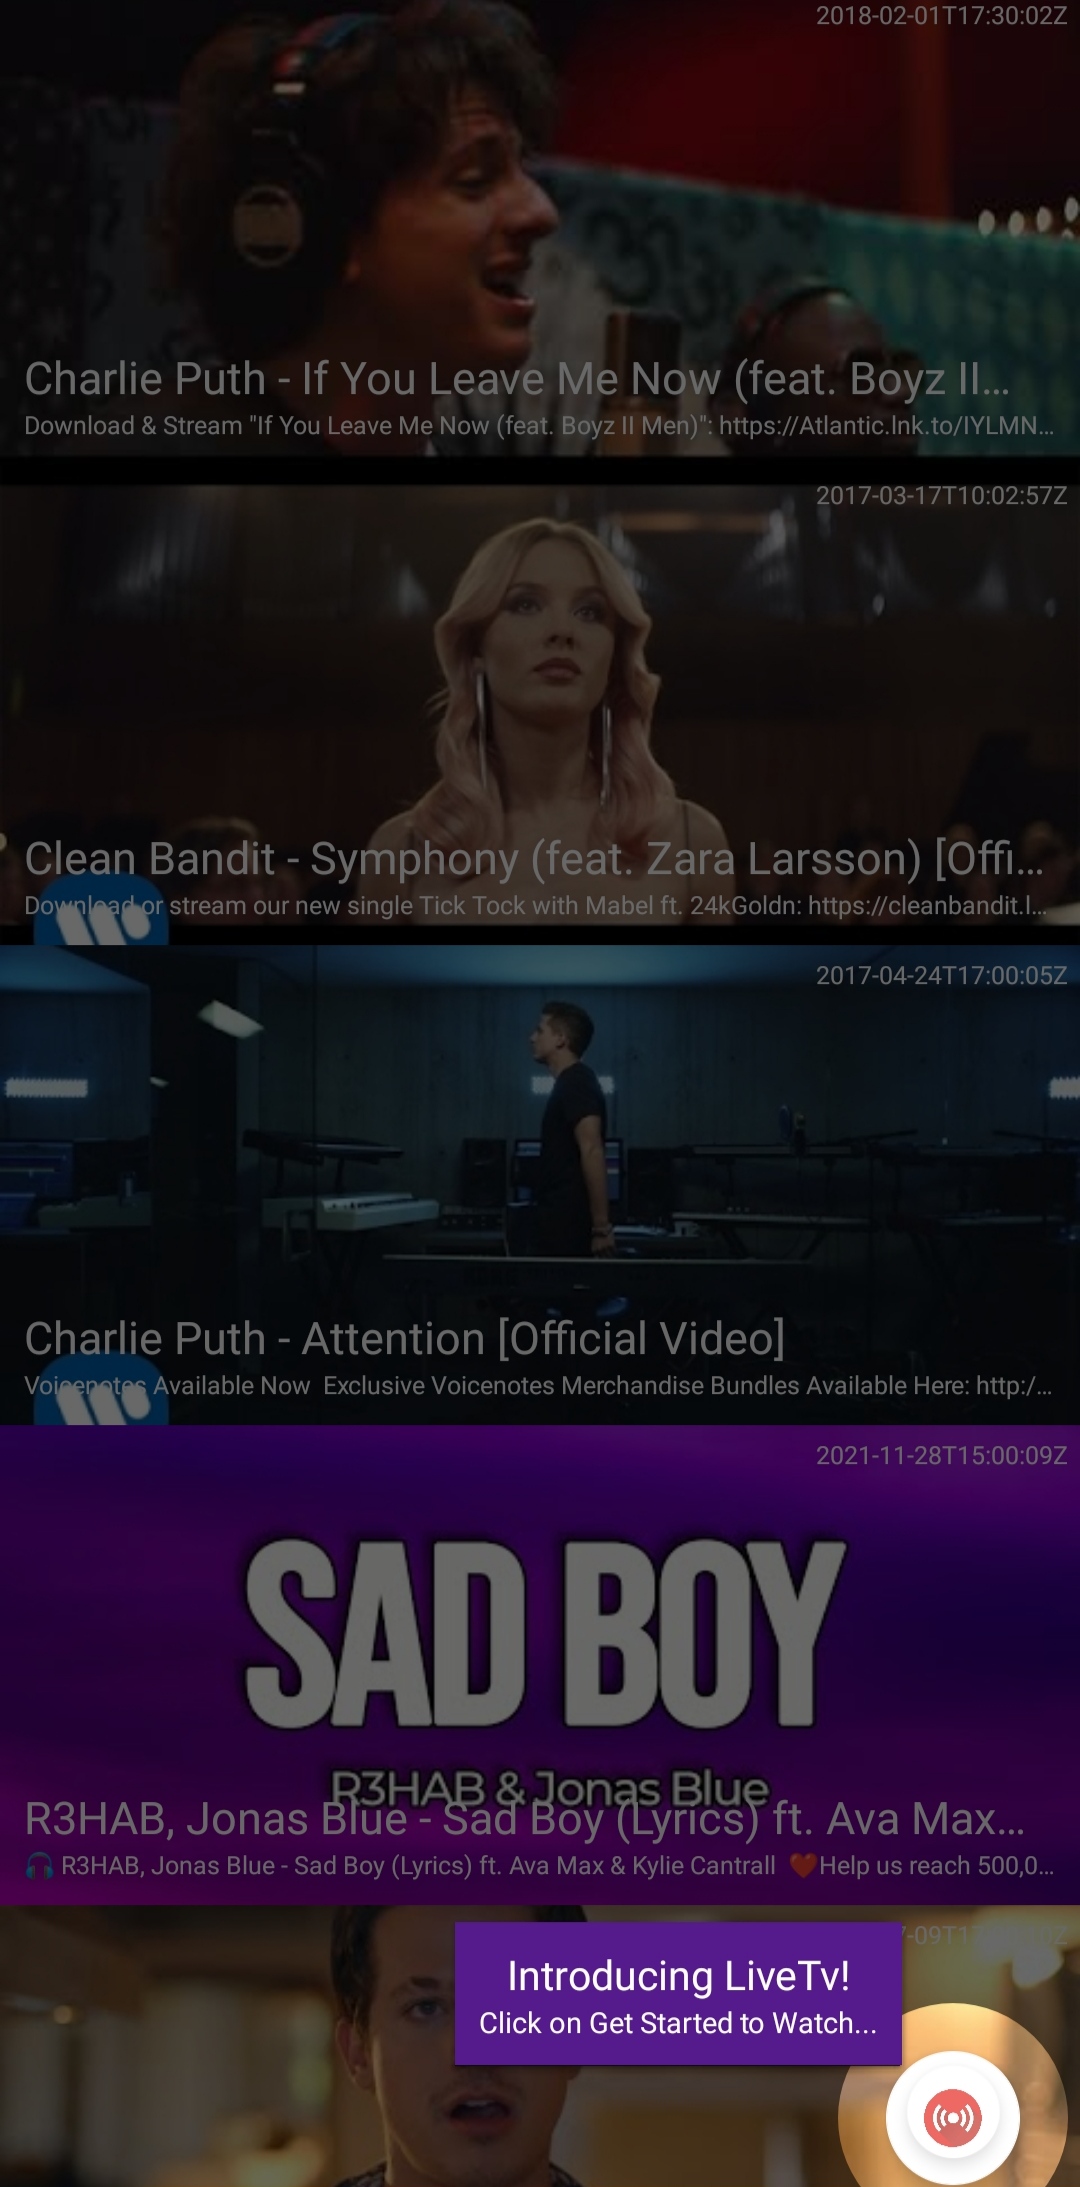 2018-02-01T17:30:02Z
Charlie Puth - If You Leave Me Now (feat. Boyz II...
Download & Stream "If You Leave Me Now (feat. Boyz II Men)": https://Atlantic.lnk.to/IYLMN...
2017-03-17T10:02:57Z
Clean Bandit - Symphony (feat. Zara Larsson) [Offi...
Download or stream our new single Tick Tock with Mabel ft. 24kGoldn: https://cleanbandit.l...
2017-04-24T17:00:05Z
Charlie Puth - Attention [Official Video]
Voicenotes Available Now  Exclusive Voicenotes Merchandise Bundles Available Here: http:/...
2021-11-28T15:00:09Z
SAD BOY
R3HAB & Jonas Blue
R3HAB, Jonas Blue - Sad Boy (Lyrics) ft. Ava Max...
🎧 R3HAB, Jonas Blue - Sad Boy (Lyrics) ft. Ava Max & Kylie Cantrall ❤️Help us reach 500,0...
Introducing LiveTv!
Click on Get Started to Watch...